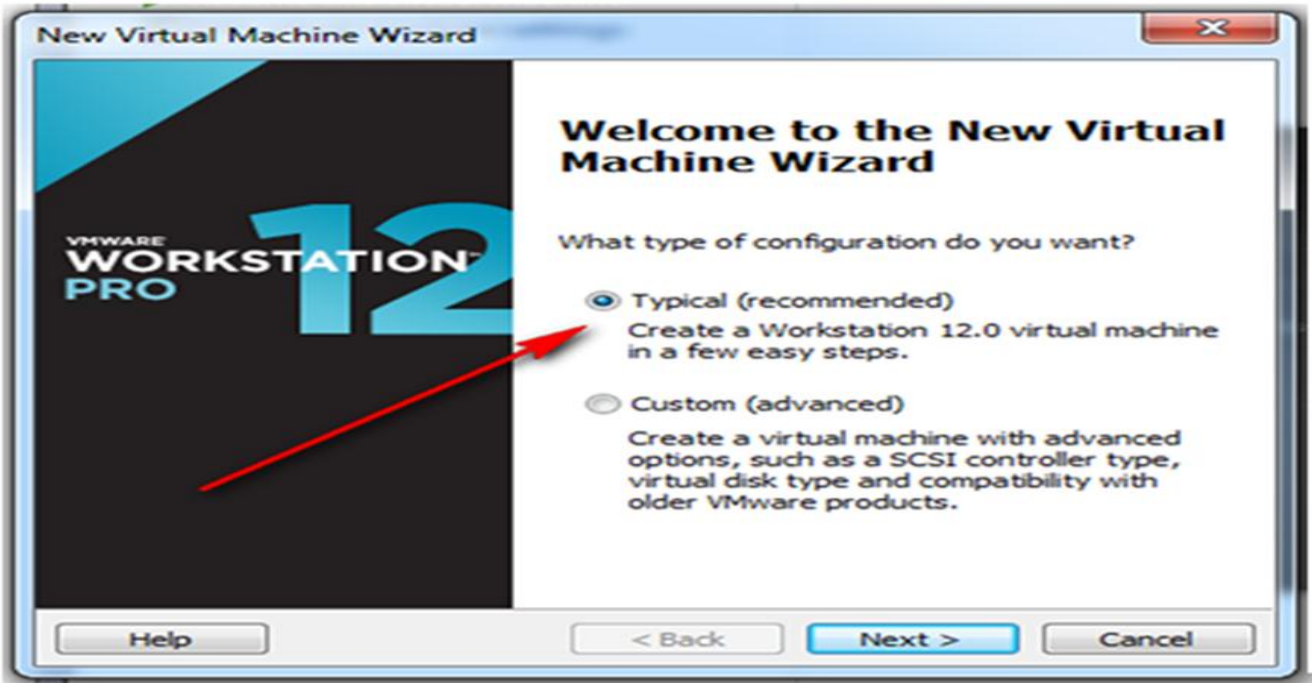 New Virtual Machine Wizard
Welcome to the New Virtual
Machine Wizard
VMWARE
WORKSTATION™
PRO
12
What type of configuration do you want?
Typical (recommended)
Create a Workstation 12.0 virtual machine
in a few easy steps.
Custom (advanced)
Create a virtual machine with advanced
options, such as a SCSI controller type,
virtual disk type and compatibility with
older VMware products.
Help
< Back
Next >
Cancel